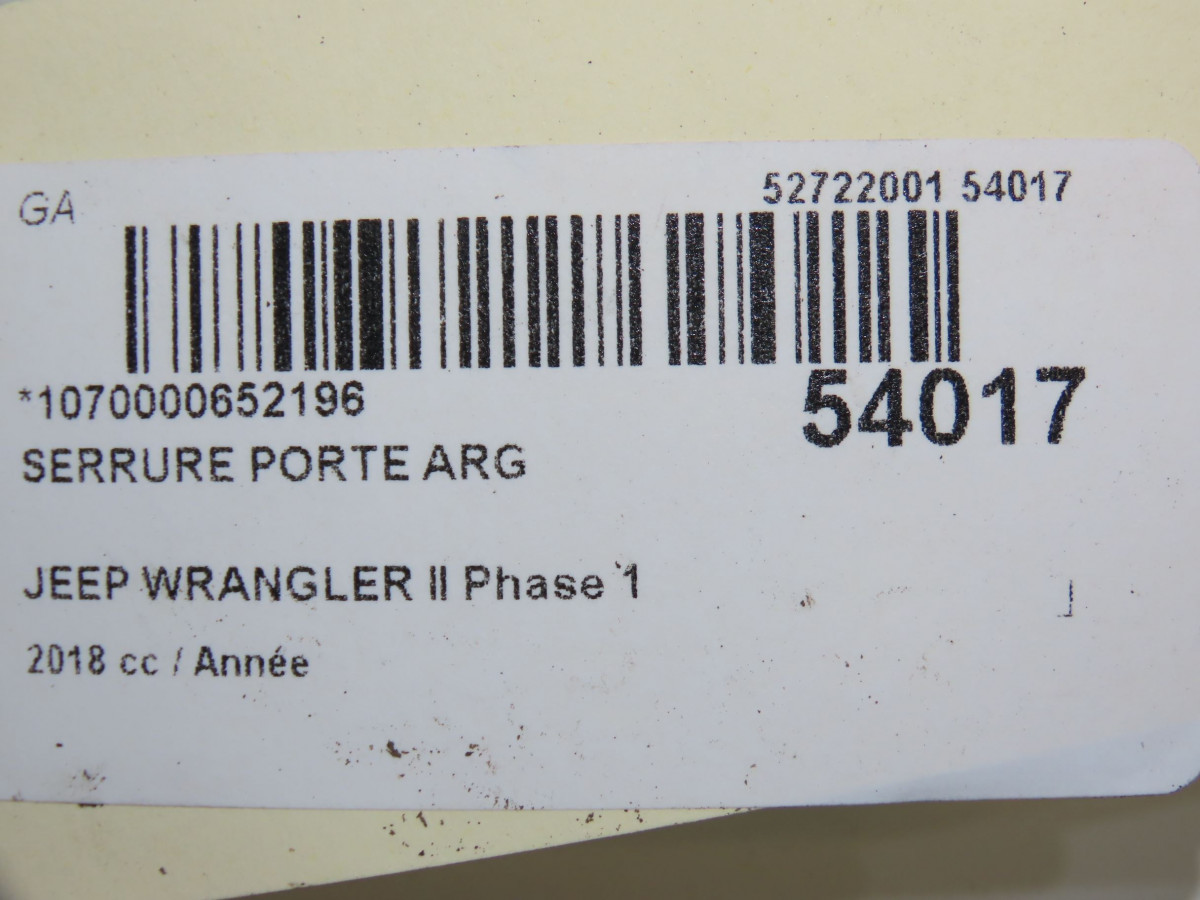 GA
52722001 54017
*1070000652196
54017
SERRURE PORTE ARG
JEEP WRANGLER II Phase 1
2018 cc / Année